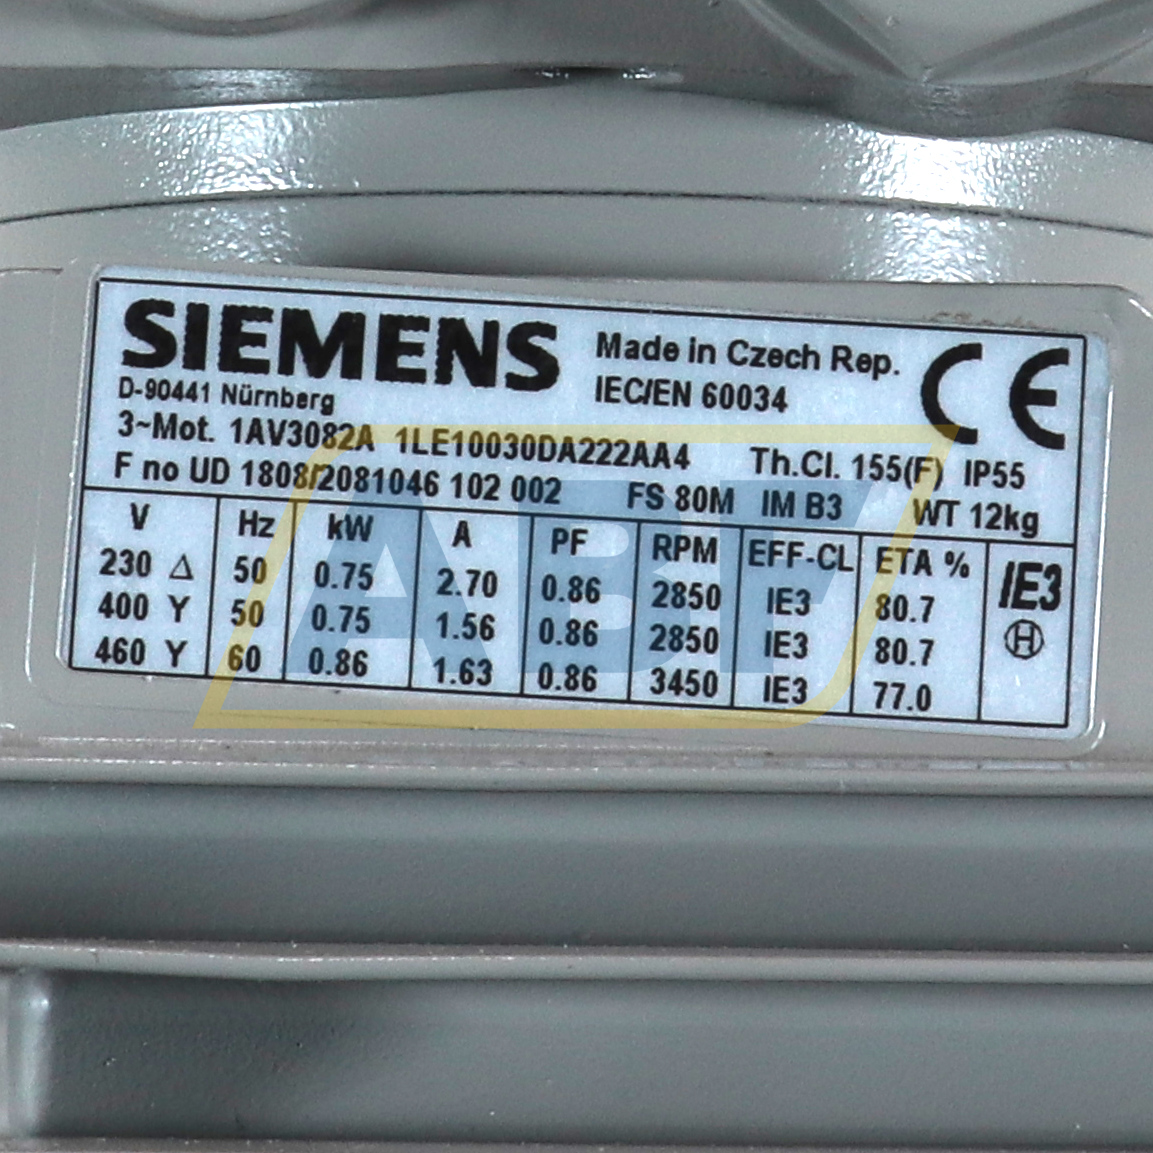 SIEMENS
Made in Czech Rep.
CE
D-90441 Nürnberg
IEC/EN 60034
3~Mot. 1AV3082A 1LE10030DA222AA4 Th.Cl. 155(F) IP55
F no UD 1808/2081046 102 002 FS 80M IM B3 WT 12kg
V Hz kW A PF RPM EFF-CL ETA %
230 Δ 50 0.75 2.70 0.86 2850 IE3 80.7
400 Y 50 0.75 1.56 0.86 2850 IE3 80.7
460 Y 60 0.86 1.63 0.86 3450 IE3 77.0
IE3
H
ABF